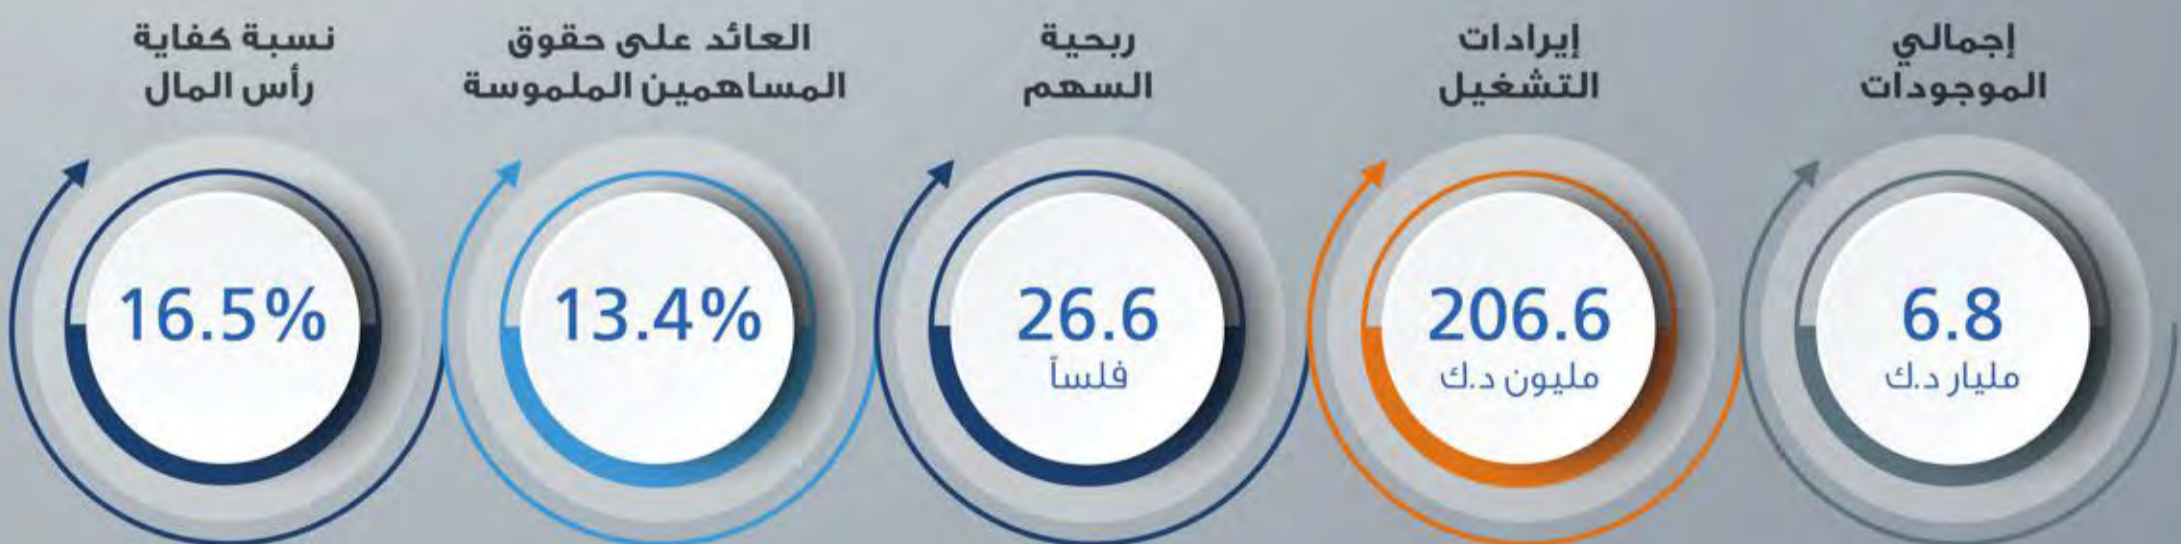 إجمالي
الموجودات
6.8
مليار د.ك
إيرادات
التشغيل
206.6
مليون د.ك
ربحية
السهم
26.6
فلساً
العائد على حقوق
المساهمين الملموسة
13.4%
نسبة كفاية
رأس المال
16.5%